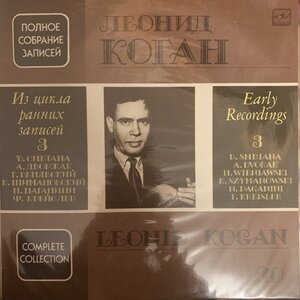 ПОЛНОЕ
СОБРАНИЕ
ЗАПИСЕЙ
ЛЕОНИД
КОГАН
Из цикла
ранних
записей
3
Б. СМЕТАНА
А. ДВОРЖАК
Г. ВЕНЯВСКИЙ
К. ШИМАНОВСКИЙ
Н. ПАГАНИНИ
Ф. КРЕЙСЛЕР
Early
Recordings
3
B. SMETANA
A. DVORAK
H. WIENIAWSKI
K. SZYMANOWSKI
N. PAGANINI
F. KREISLER
COMPLETE
COLLECTION
LEONID KOGAN
20